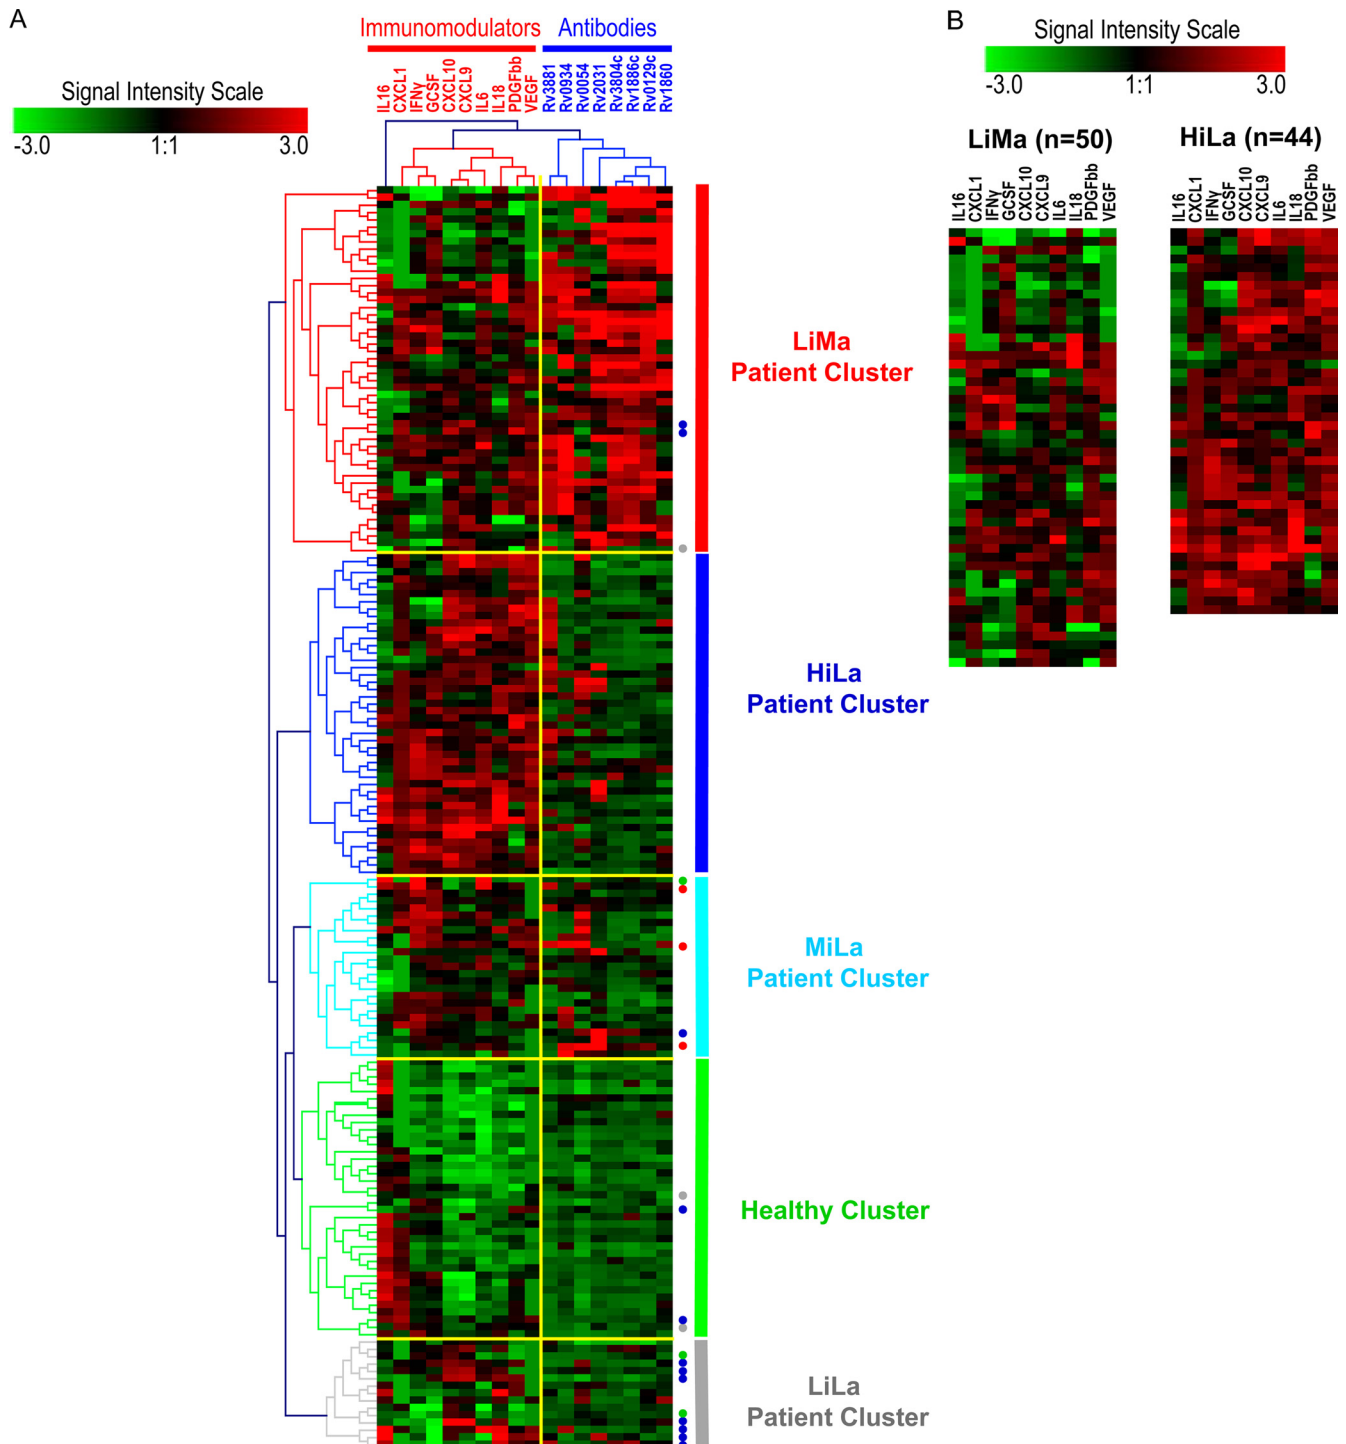 A
Immunomodulators
Antibodies
Signal Intensity Scale
-3.0
1:1
3.0
IL16
CXCL1
IFNγ
GCSF
CXCL10
CXCL9
IL6
IL18
PDGFbb
VEGF
Rv3881
Rv0934
Rv0054
Rv2031
Rv3804c
Rv1886c
Rv0129c
Rv1860
LiMa
Patient Cluster
HiLa
Patient Cluster
MiLa
Patient Cluster
Healthy Cluster
LiLa
Patient Cluster
B
Signal Intensity Scale
-3.0
1:1
3.0
LiMa (n=50)
IL16
CXCL1
IFNγ
GCSF
CXCL10
CXCL9
IL6
IL18
PDGFbb
VEGF
HiLa (n=44)
IL16
CXCL1
IFNγ
GCSF
CXCL10
CXCL9
IL6
IL18
PDGFbb
VEGF